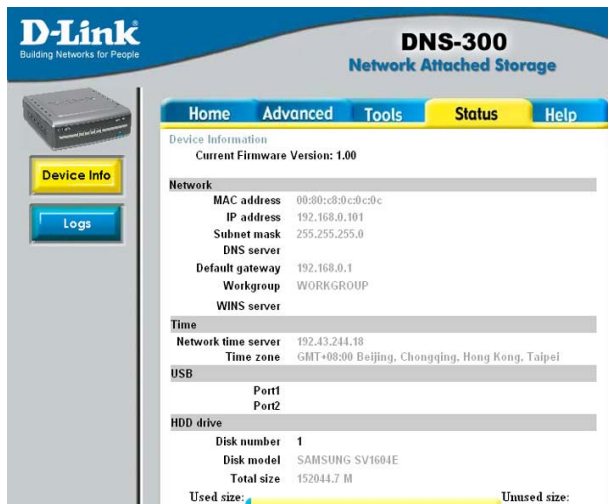 D-Link
Building Networks for People
DNS-300
Network Attached Storage
Home Advanced Tools Status Help
Device Info
Logs
Device Information
Current Firmware Version: 1.00
Network
MAC address 00:80:c8:0c:0c:0c
IP address 192.168.0.101
Subnet mask 255.255.255.0
DNS server
Default gateway 192.168.0.1
Workgroup WORKGROUP
WINS server
Time
Network time server 192.43.244.18
Time zone GMT+08:00 Beijing, Chongqing, Hong Kong, Taipei
USB
Port1
Port2
HDD drive
Disk number 1
Disk model SAMSUNG SV1604E
Total size 152044.7 M
Used size: Unused size: